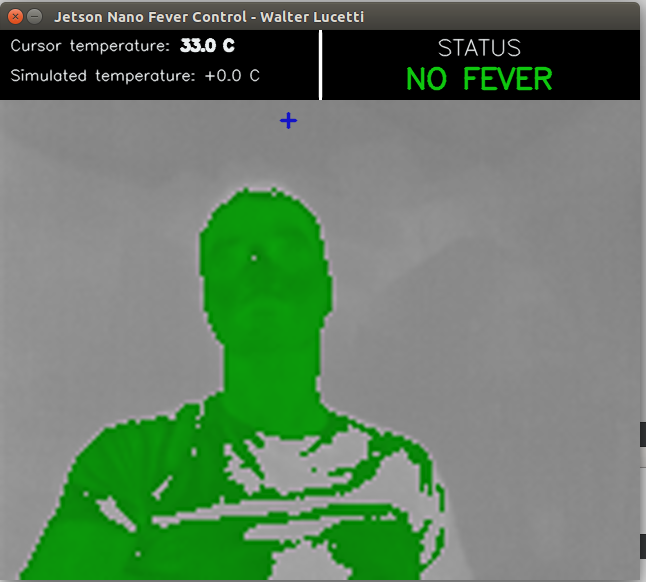 Jetson Nano Fever Control - Walter Lucetti
Cursor temperature: 33.0 C
Simulated temperature: +0.0 C
STATUS
NO FEVER